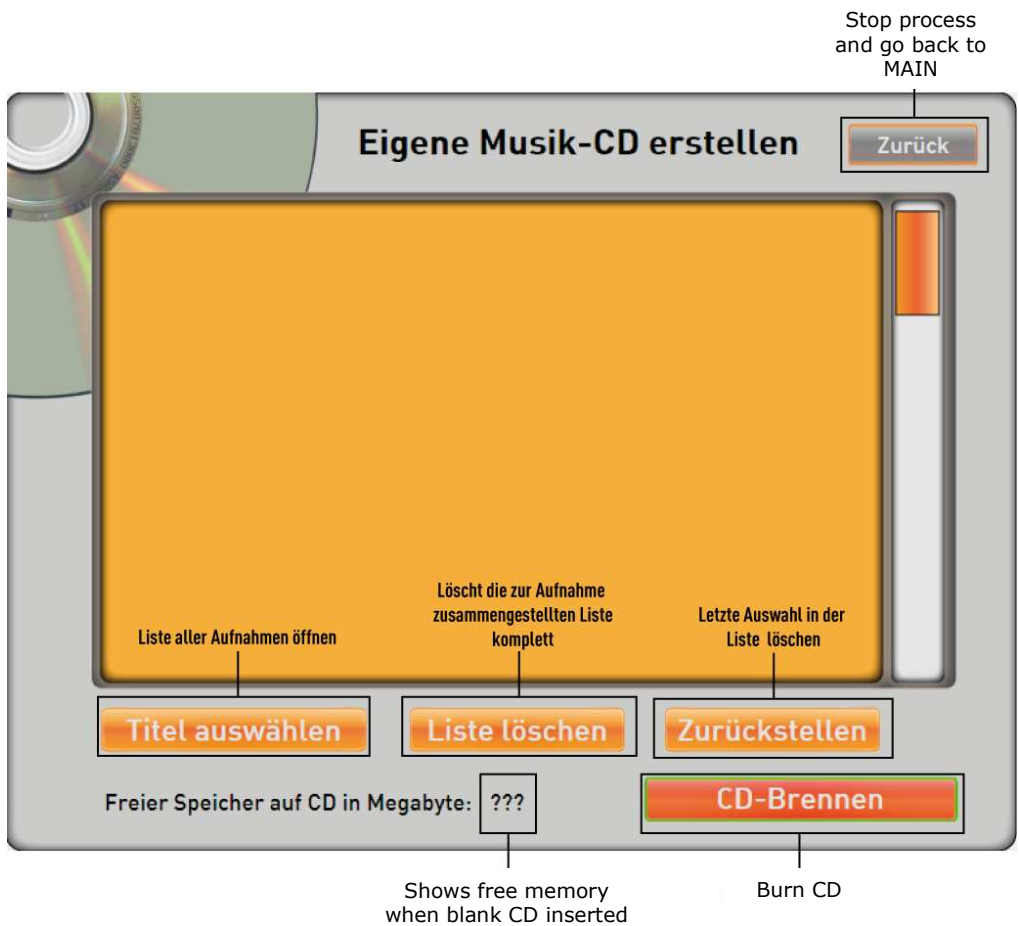 Stop process
and go back to
MAIN
Eigene Musik-CD erstellen
Zurück
Liste aller Aufnahmen öffnen
Löscht die zur Aufnahme
zusammengestellten Liste
komplett
Letzte Auswahl in der
Liste löschen
Titel auswählen
Liste löschen
Zurückstellen
Freier Speicher auf CD in Megabyte:
???
CD-Brennen
Shows free memory
when blank CD inserted
Burn CD